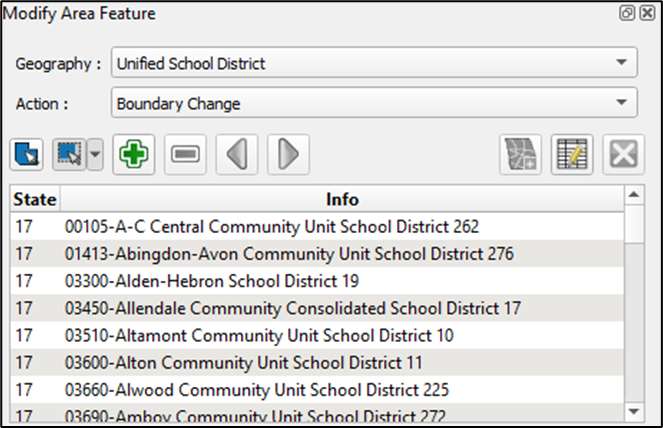 Modify Area Feature
Geography : Unified School District
Action : Boundary Change
State Info
17 00105-A-C Central Community Unit School District 262
17 01413-Abingdon-Avon Community Unit School District 276
17 03300-Alden-Hebron School District 19
17 03450-Allendale Community Consolidated School District 17
17 03510-Altamont Community Unit School District 10
17 03600-Alton Community Unit School District 11
17 03660-Alwood Community Unit School District 225
17 03690-Amboy Community Unit School District 272